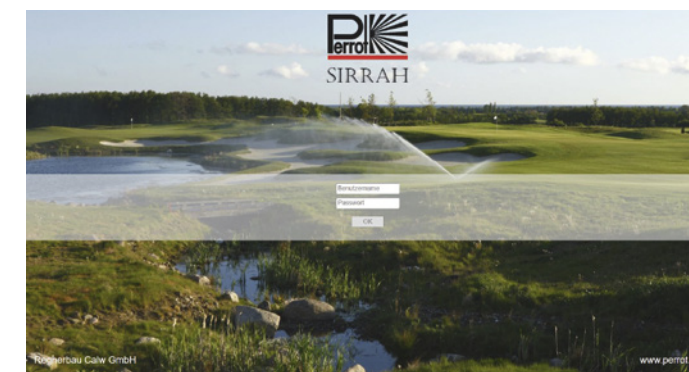 Perrot
SIRRAH
Benutzername
Passwort
OK
Regnerbau Calw GmbH
www.perrot